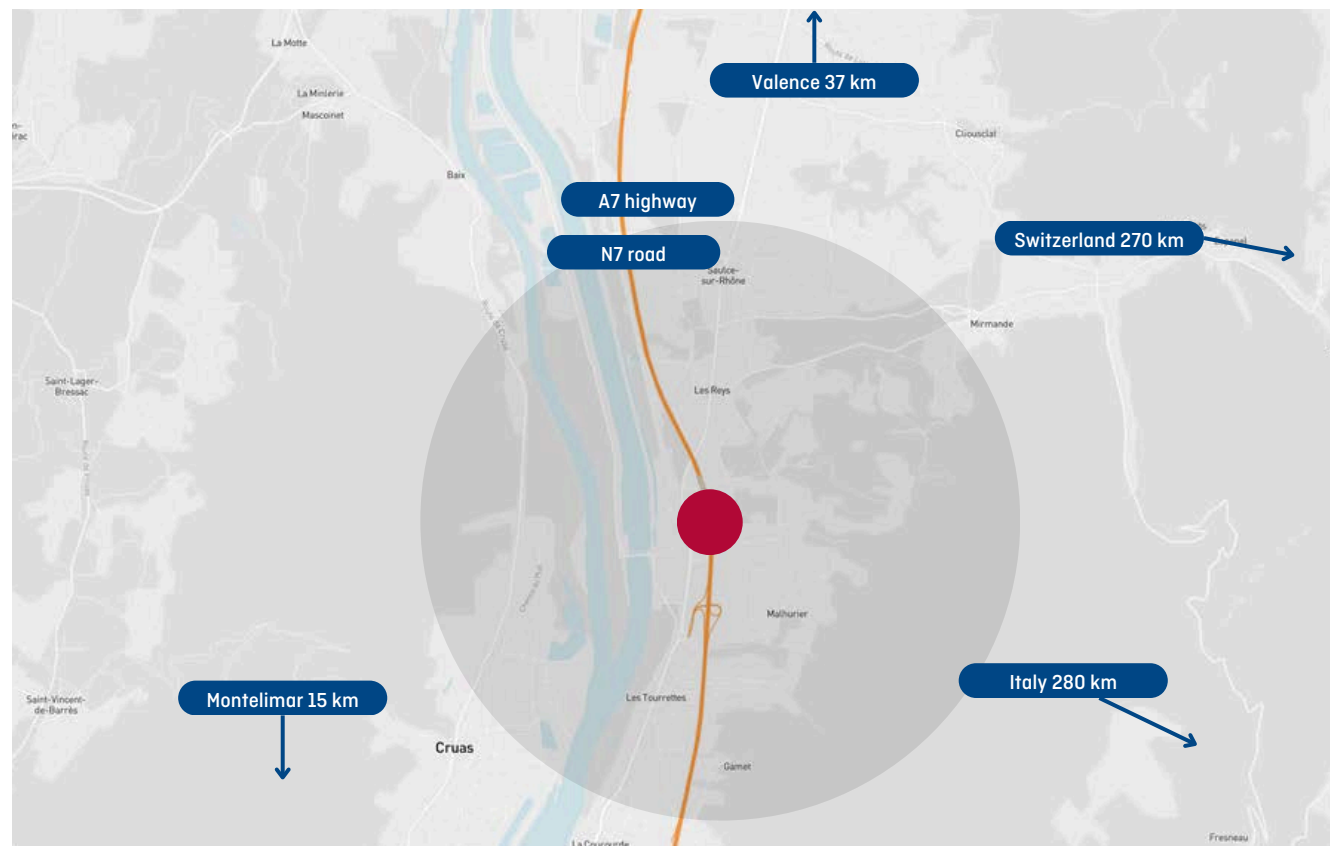 La Motte
Valence 37 km
La Minlerie
Mascoinet
Cliousclat
Baix
A7 highway
N7 road
Switzerland 270 km
Saulce-
sur-Rhône
Mirmande
Saint-Lager-
Bressac
Les Reys
Malhurier
Italy 280 km
Saint-Vincent-
de-Barrès
Montelimar 15 km
Les Tourrettes
Cruas
Gamet
Fresneau
La Coucourde